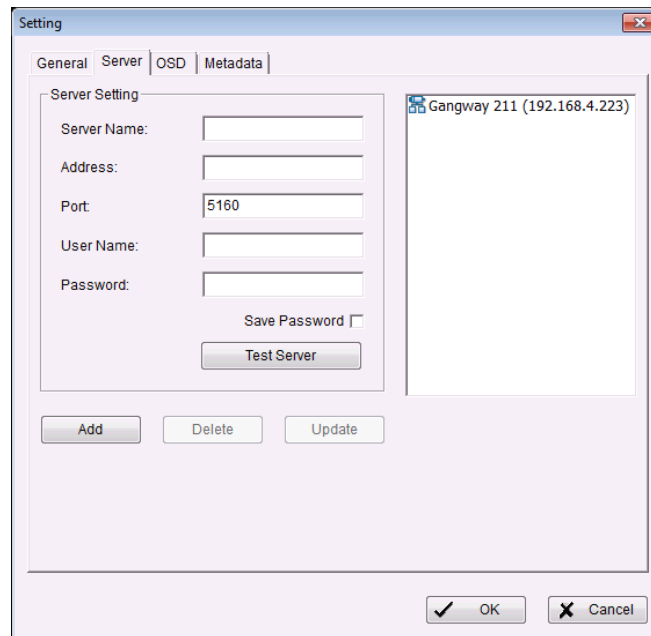 Setting
General Server OSD Metadata
Server Setting
Server Name:
Address:
Port: 5160
User Name:
Password:
Save Password
Test Server
Gangway 211 (192.168.4.223)
Add Delete Update
OK Cancel